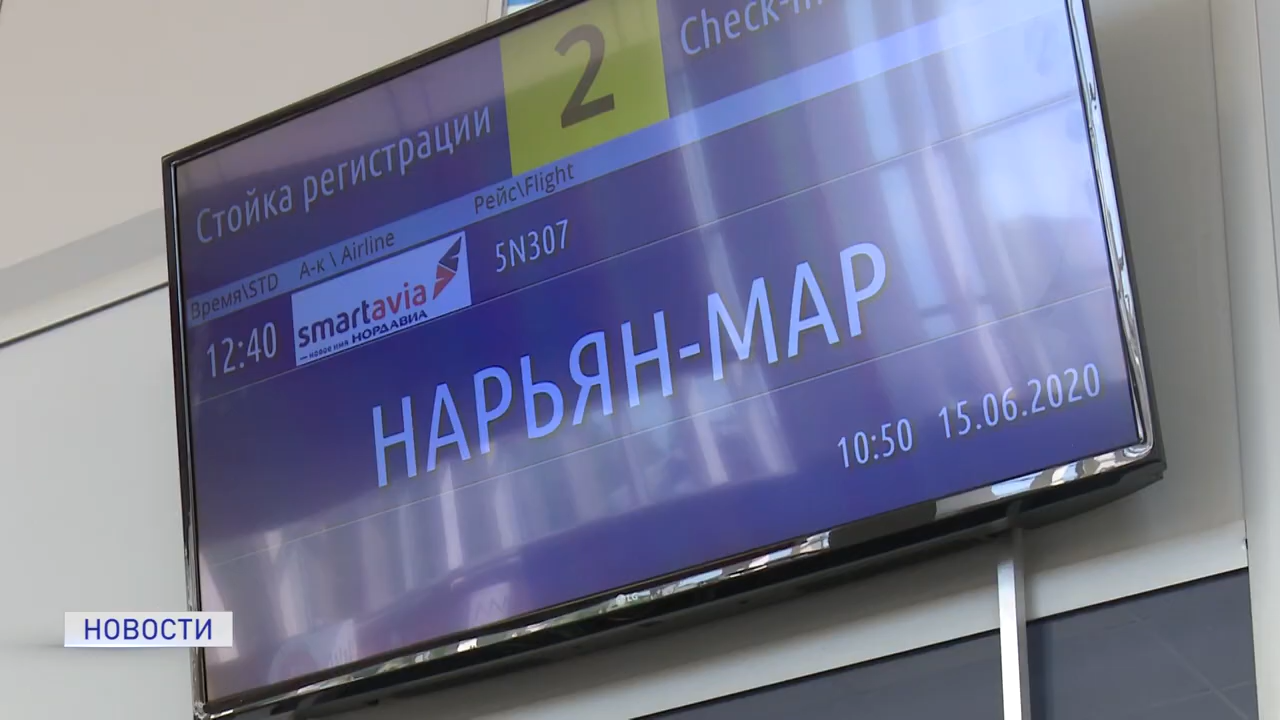 Стойка регистрации 2 Check-in
Время\STD А-к \ Airline Рейс\Flight
12:40 smartavia 5N307
— новое имя НОРДАВИА
НАРЬЯН-МАР
10:50 15.06.2020
LG
НОВОСТИ